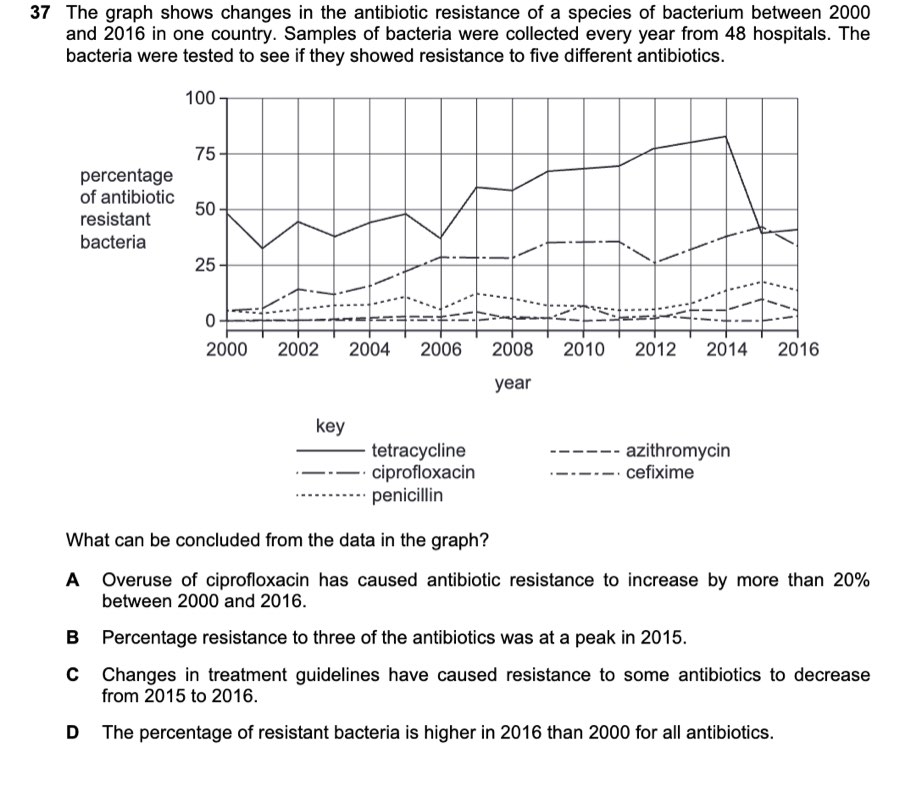 37 The graph shows changes in the antibiotic resistance of a species of bacterium between 2000
and 2016 in one country. Samples of bacteria were collected every year from 48 hospitals. The
bacteria were tested to see if they showed resistance to five different antibiotics.
100
75
percentage
of antibiotic
resistant
bacteria
50
25
0
2000 2002 2004 2006 2008 2010 2012 2014 2016
year
key
tetracycline azithromycin
ciprofloxacin cefixime
penicillin
What can be concluded from the data in the graph?
A Overuse of ciprofloxacin has caused antibiotic resistance to increase by more than 20%
between 2000 and 2016.
B Percentage resistance to three of the antibiotics was at a peak in 2015.
C Changes in treatment guidelines have caused resistance to some antibiotics to decrease
from 2015 to 2016.
D The percentage of resistant bacteria is higher in 2016 than 2000 for all antibiotics.